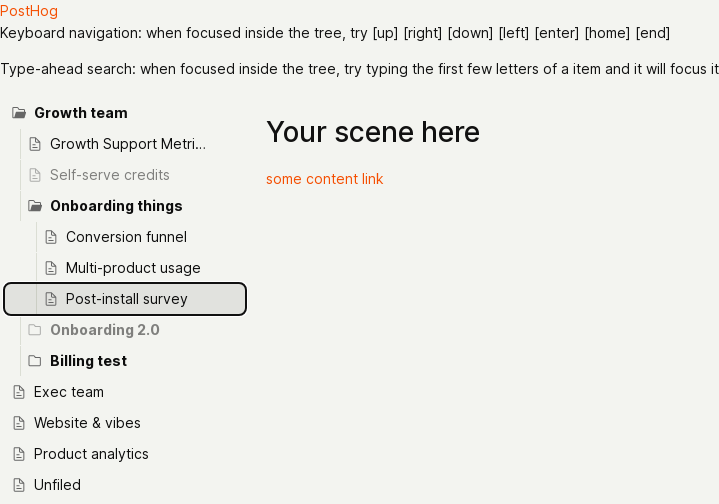 PostHog
Keyboard navigation: when focused inside the tree, try [up] [right] [down] [left] [enter] [home] [end]
Type-ahead search: when focused inside the tree, try typing the first few letters of a item and it will focus it
Growth team
Growth Support Metri...
Self-serve credits
Onboarding things
Conversion funnel
Multi-product usage
Post-install survey
Onboarding 2.0
Billing test
Exec team
Website & vibes
Product analytics
Unfiled
Your scene here
some content link